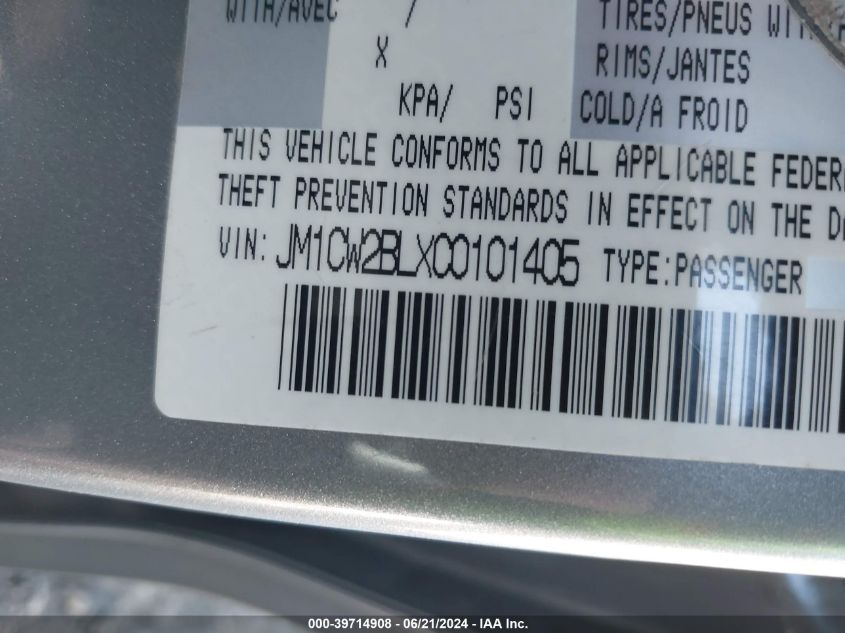 WITH/AVEC /
X
KPA/ PSI
TIRES/PNEUS
RIMS/JANTES
COLD/A FROID
THIS VEHICLE CONFORMS TO ALL APPLICABLE
THEFT PREVENTION STANDARDS IN EFFECT ON THE
VIN: JM1CW2BLXC0101405 TYPE:PASSENGER
000-39714908 / 06/21/2024 - IAA Inc.